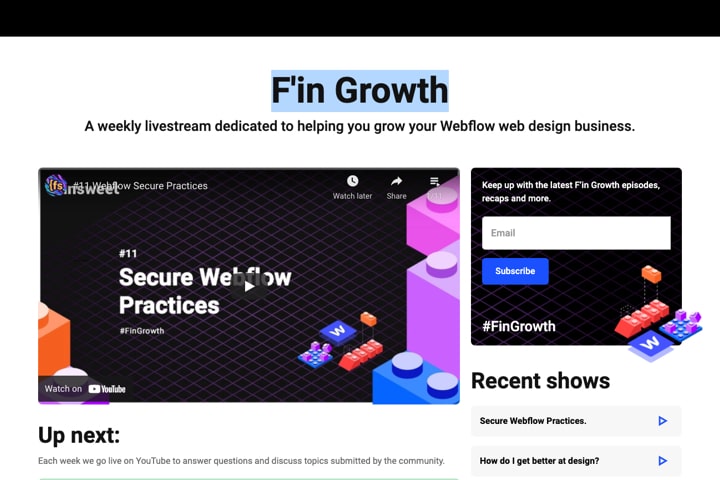 F'in Growth
A weekly livestream dedicated to helping you grow your Webflow web design business.
#11 Webflow Secure Practices
Watch later
Share
#11
Secure Webflow
Practices
#FinGrowth
Watch on YouTube
Keep up with the latest F'in Growth episodes,
recaps and more.
Email
Subscribe
#FinGrowth
Recent shows
Secure Webflow Practices.
How do I get better at design?
Up next:
Each week we go live on YouTube to answer questions and discuss topics submitted by the community.